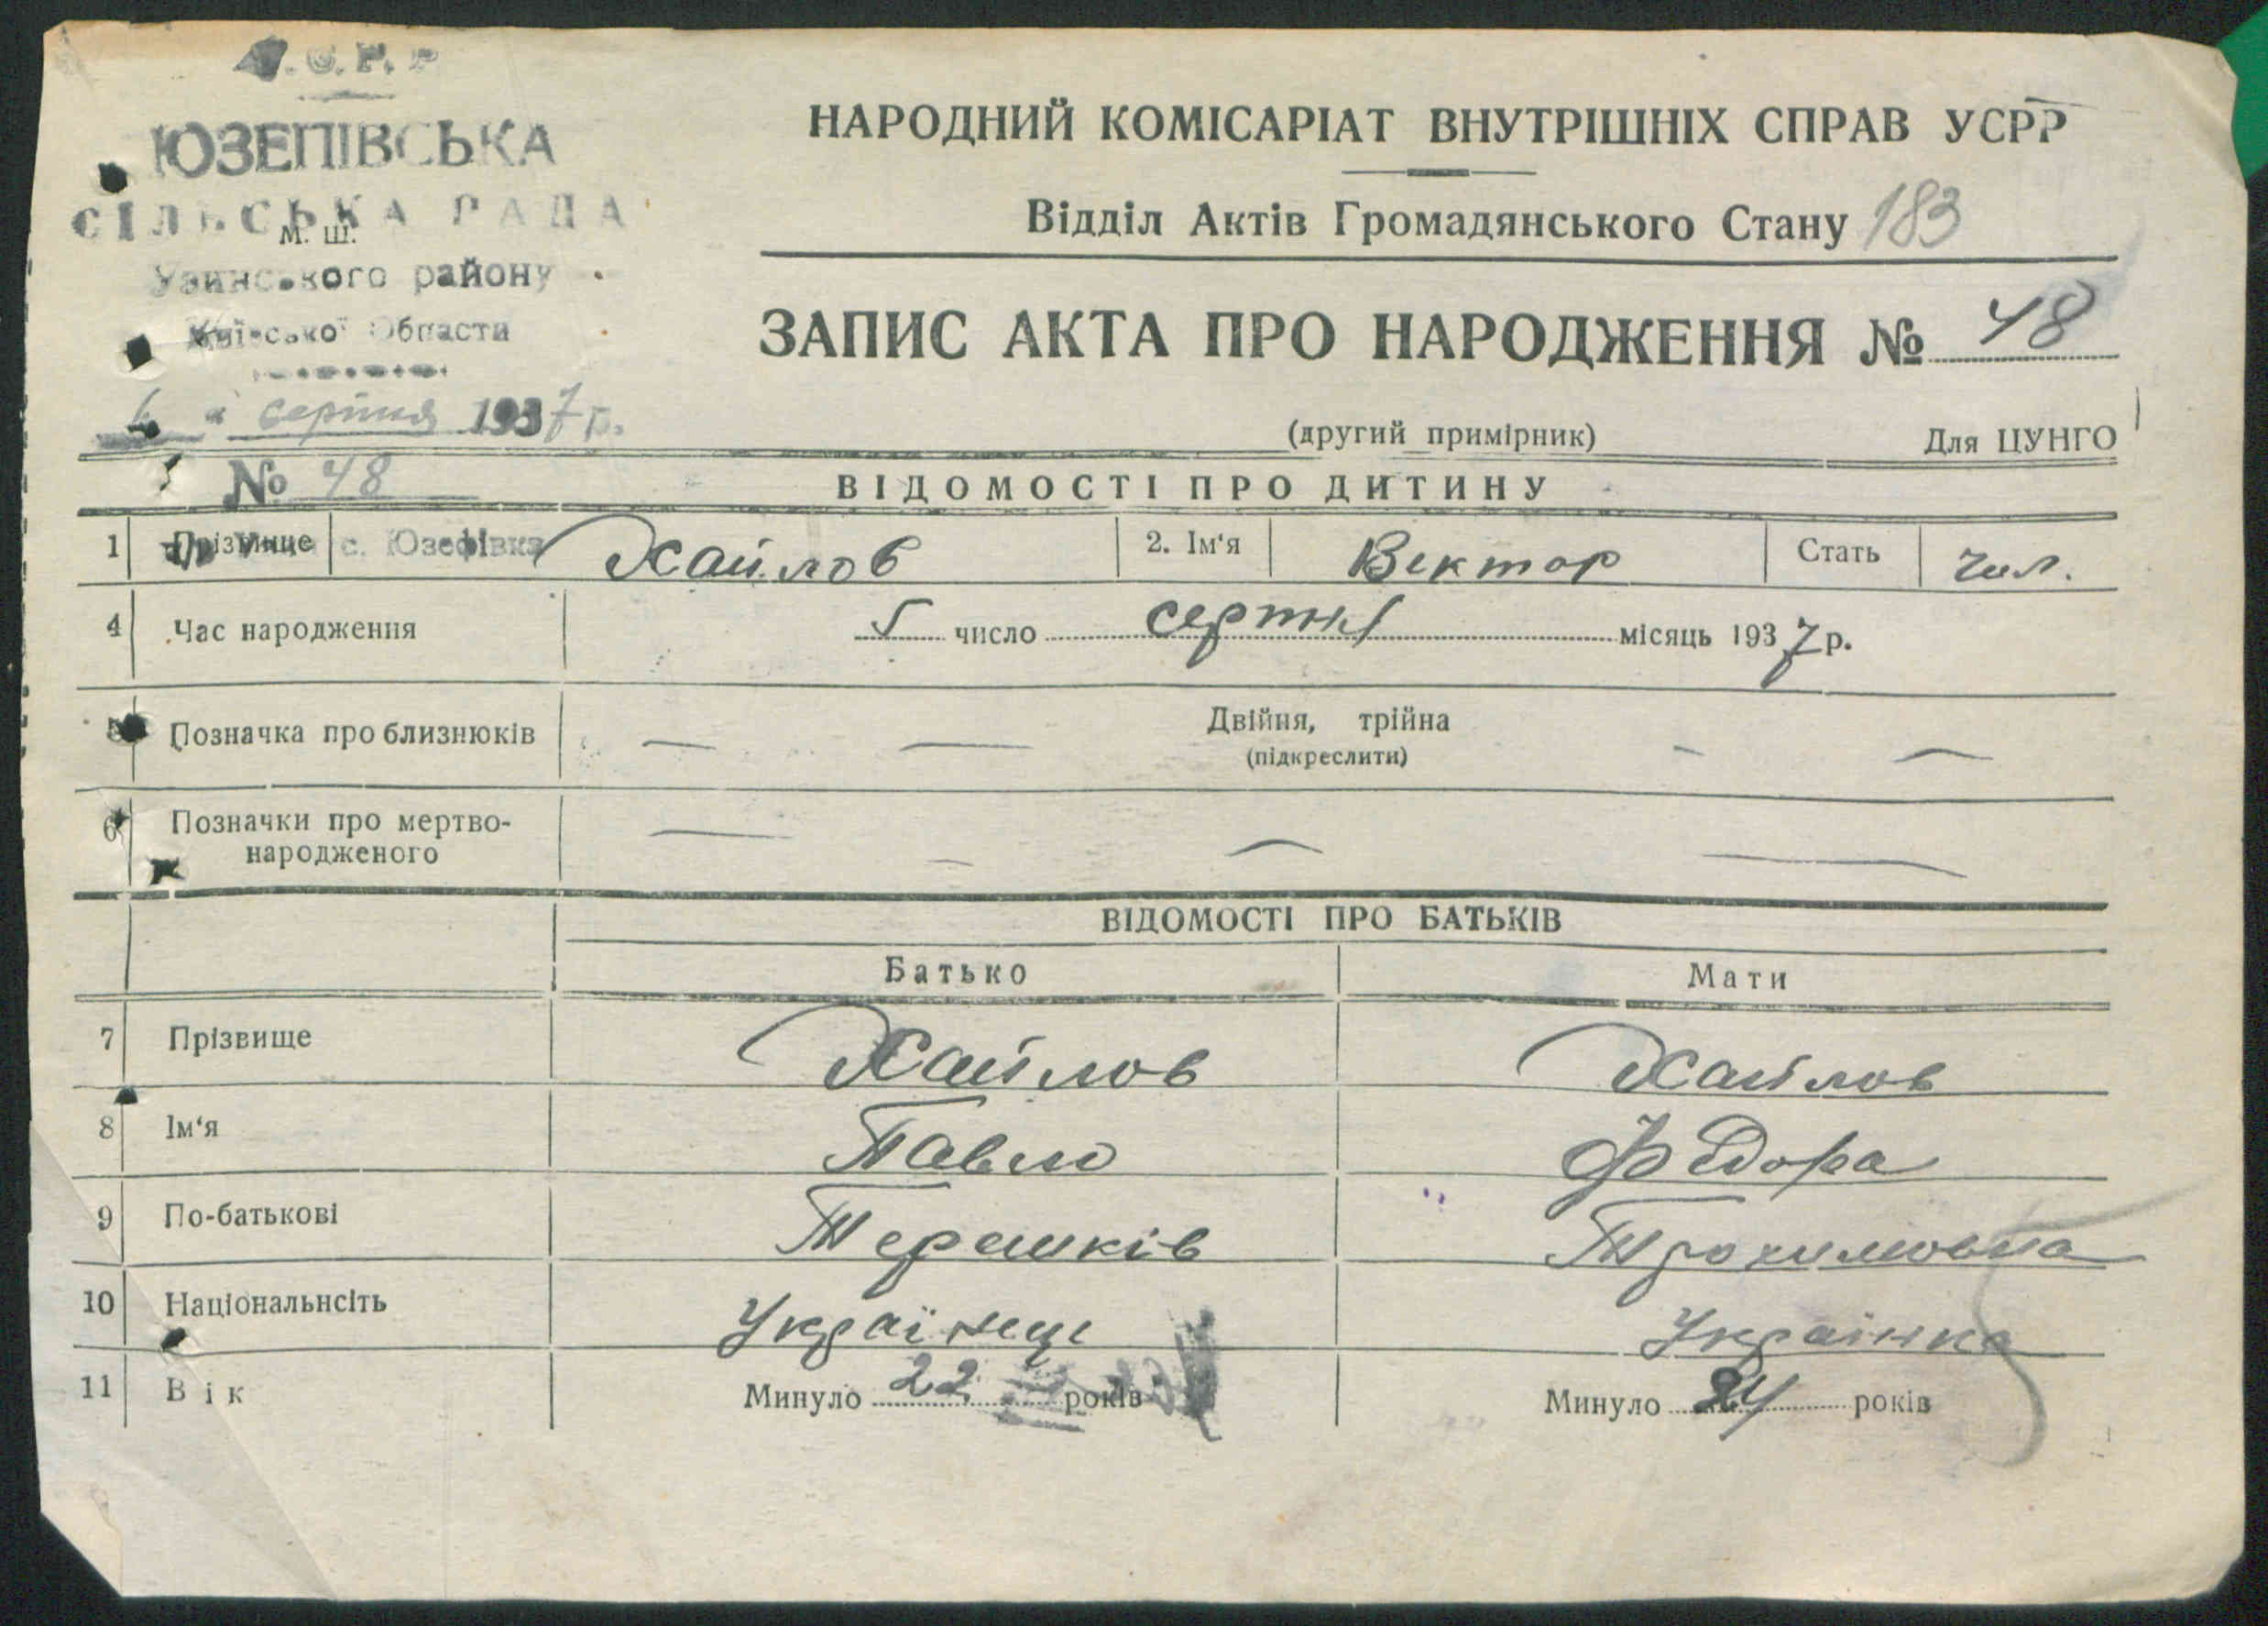 У.С.Р.Р
ЮЗЕПІВСЬКА
СІЛЬСЬКА РАДА
М. Ш.
Узинського району
Київської Області
6 серпня 1937 р.
№ 48
НАРОДНИЙ КОМІСАРІАТ ВНУТРІШНІХ СПРАВ УСРР
Відділ Актів Громадянського Стану 183
ЗАПИС АКТА ПРО НАРОДЖЕННЯ № 48
(другий примірник) Для ЦУНГО
ВІДОМОСТІ ПРО ДИТИНУ
1 Прізвище с. Юзефівка Хайлов 2. Ім'я Віктор Стать чил.
4 Час народження 5 число серпня місяць 1937 р.
5 Позначка про близнюків — — Двійня, трійна — —
(підкреслити)
6 Позначки про мертво-
народженого — — — —
ВІДОМОСТІ ПРО БАТЬКІВ
Батько Мати
7 Прізвище Хайлов Хайлов
8 Ім'я Павло Федора
9 По-батькові Терешків Трохимовна
10 Національнсіть Українец Українка
11 Вік Минуло 22 років Минуло 24 років